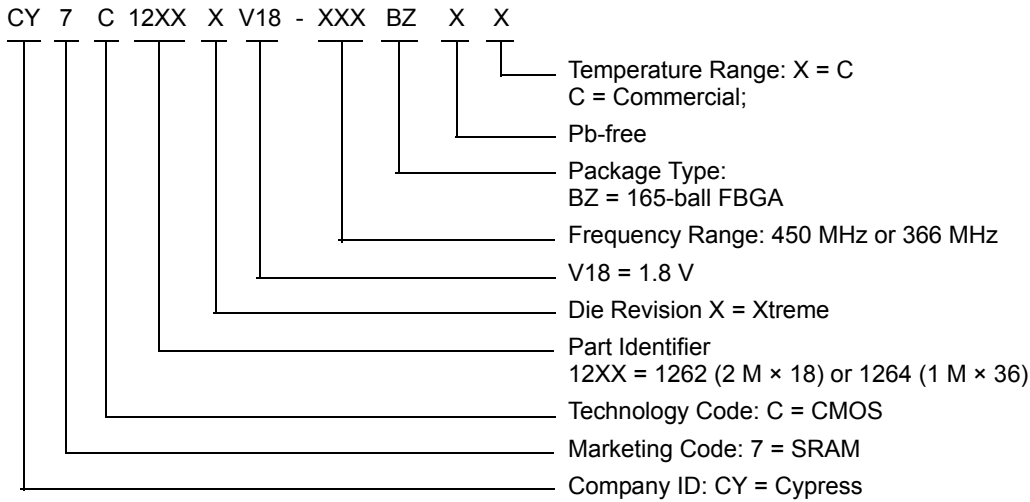 CY 7 C 12XX X V18 - XXX BZ X X
Temperature Range: X = C
C = Commercial;
Pb-free
Package Type:
BZ = 165-ball FBGA
Frequency Range: 450 MHz or 366 MHz
V18 = 1.8 V
Die Revision X = Xtreme
Part Identifier
12XX = 1262 (2 M × 18) or 1264 (1 M × 36)
Technology Code: C = CMOS
Marketing Code: 7 = SRAM
Company ID: CY = Cypress